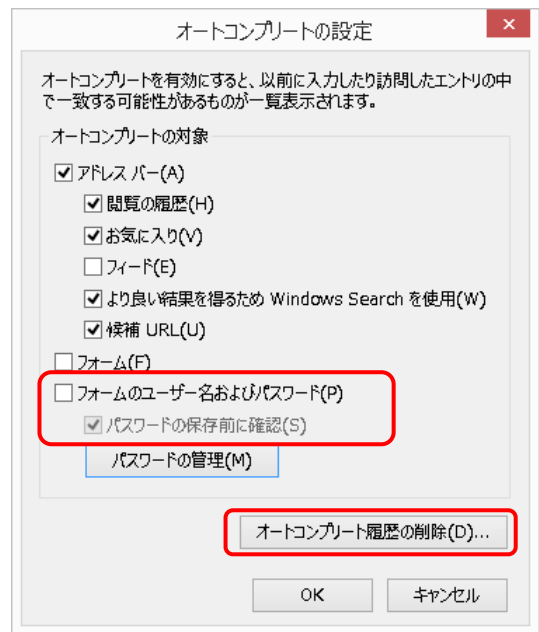 オートコンプリートの設定
オートコンプリートを有効にすると、以前に入力したり訪問したエントリの中
で一致する可能性があるものが一覧表示されます。
オートコンプリートの対象
アドレス バー(A)
閲覧の履歴(H)
お気に入り(V)
フィード(E)
より良い結果を得るため Windows Search を使用(W)
候補 URL(U)
フォーム(F)
フォームのユーザー名およびパスワード(P)
パスワードの保存前に確認(S)
パスワードの管理(M)
オートコンプリート履歴の削除(D)...
OK
キャンセル